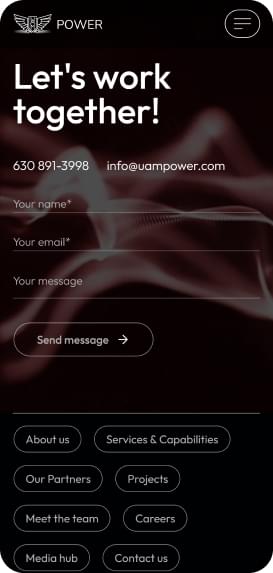 POWER
Let's work
together!
630 891-3998 info@uampower.com
Your name*
Your email*
Your message
Send message
About us Services & Capabilities
Our Partners Projects
Meet the team Careers
Media hub Contact us